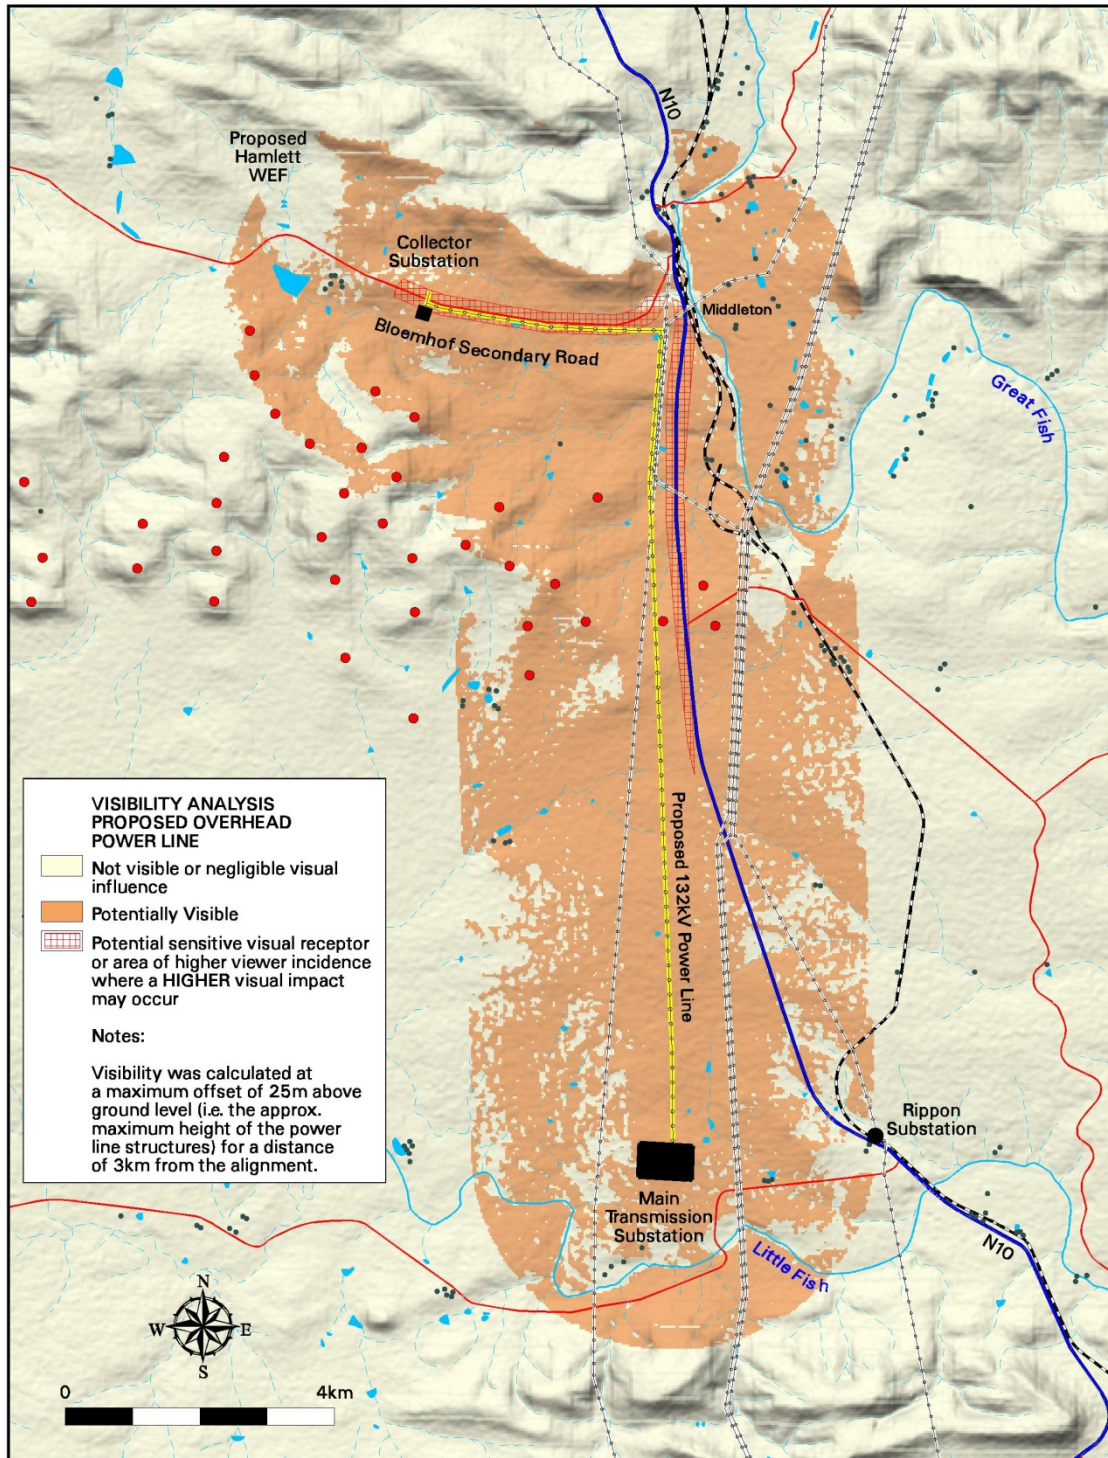 N10
Proposed
Hamlett
WEF
Collector
Substation
Middleton
Bloemhof Secondary Road
Great Fish
Proposed 132kV Power Line
VISIBILITY ANALYSIS
PROPOSED OVERHEAD
POWER LINE
Not visible or negligible visual
influence
Potentially Visible
Potential sensitive visual receptor
or area of higher viewer incidence
where a HIGHER visual impact
may occur
Notes:
Visibility was calculated at
a maximum offset of 25m above
ground level (i.e. the approx.
maximum height of the power
line structures) for a distance
of 3km from the alignment.
Rippon
Substation
Main
Transmission
Substation
Little Fish
N10
N
W E
S
0 4km